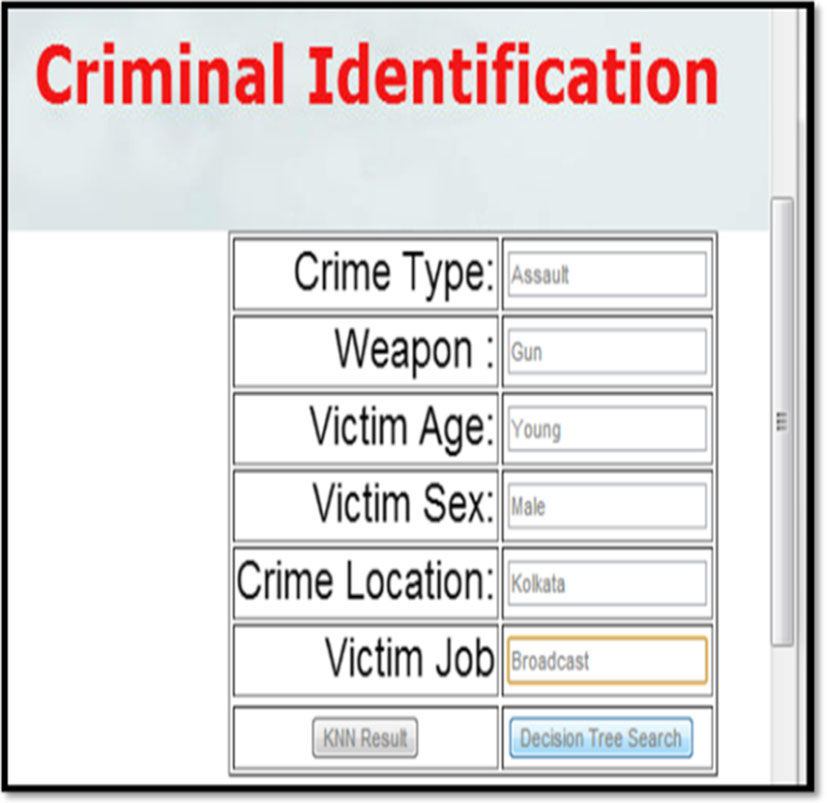 Criminal Identification
Crime Type: Assault
Weapon : Gun
Victim Age: Young
Victim Sex: Male
Crime Location: Kolkata
Victim Job Broadcast
KNN Result Decision Tree Search